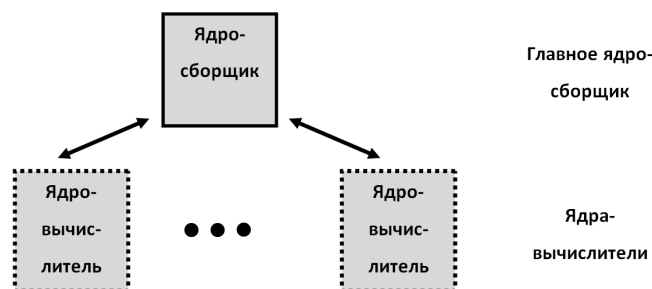 Ядро-
сборщик
Главное ядро-
сборщик
Ядро-
вычис-
литель
Ядро-
вычис-
литель
Ядра-
вычислители